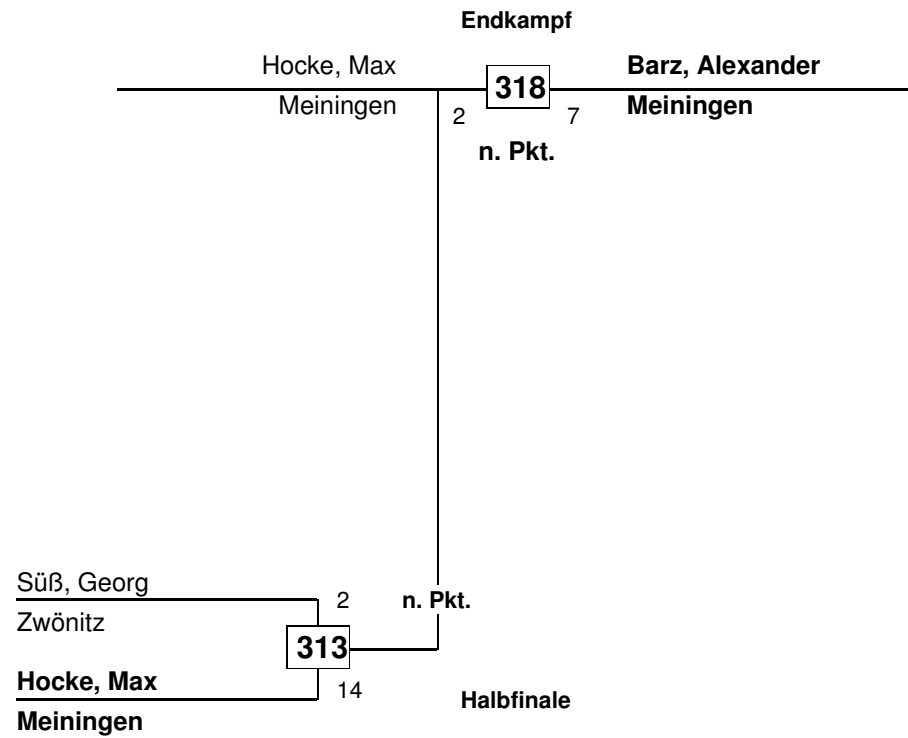 Endkampf
Hocke, Max
318
Barz, Alexander
Meiningen
2
7
Meiningen
n. Pkt.
Süß, Georg
2
n. Pkt.
Zwönitz
313
Hocke, Max
14
Halbfinale
Meiningen